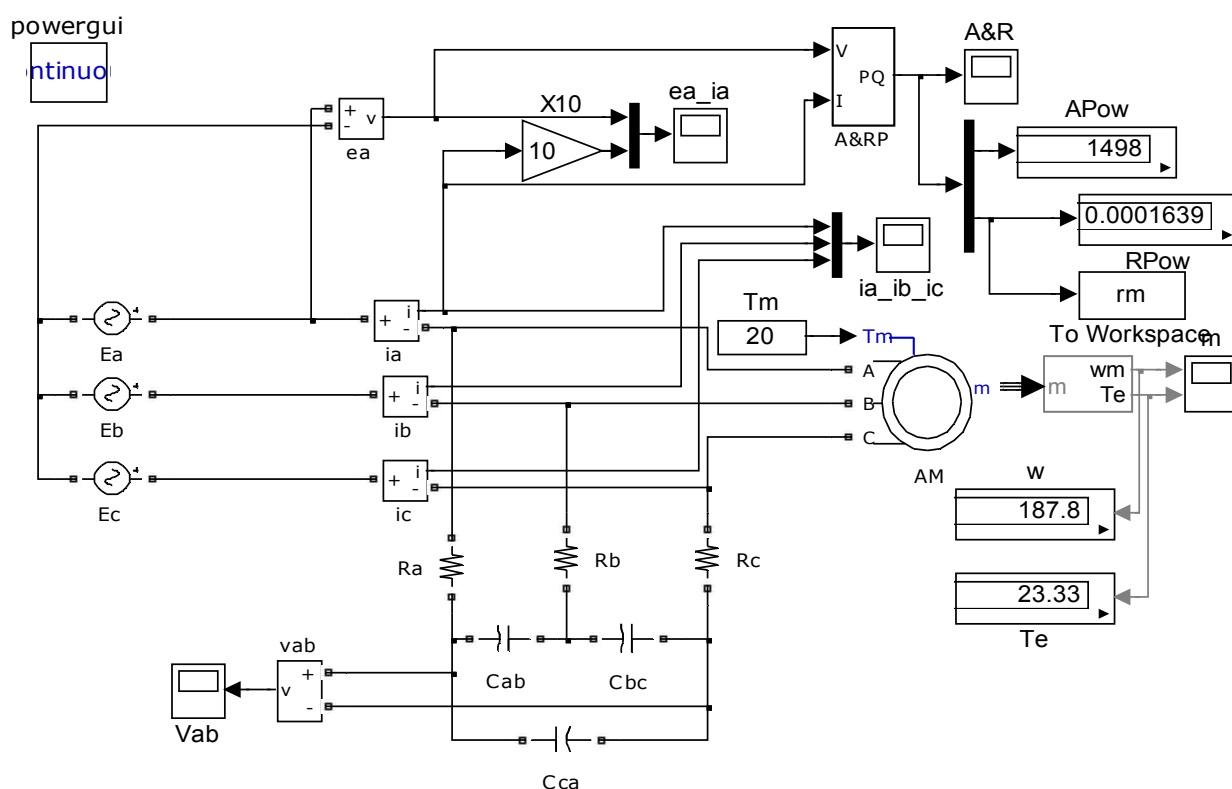 powergui
ntinuo
A&R
V
PQ
I
A&RP
ea_ia
X10
10
+
-
v
ea
APow
1498
0.0001639
RPow
rm
To Workspace
ia_ib_ic
Tm
20
Tm
A
B
C
m
AM
m
wm
Te
m
Ea
+
i
-
ia
Eb
+
i
-
ib
Ec
+
i
-
ic
w
187.8
23.33
Te
Ra
Rb
Rc
Cab
Cbc
Cca
vab
+
v
-
Vab